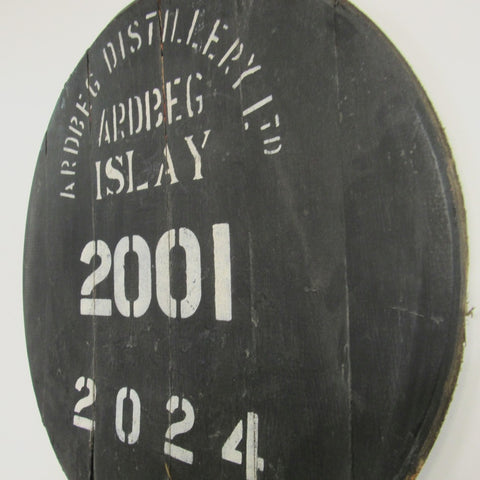 ARDBEG DISTILLERY LTD
ARDBEG
ISLAY
2001
2024